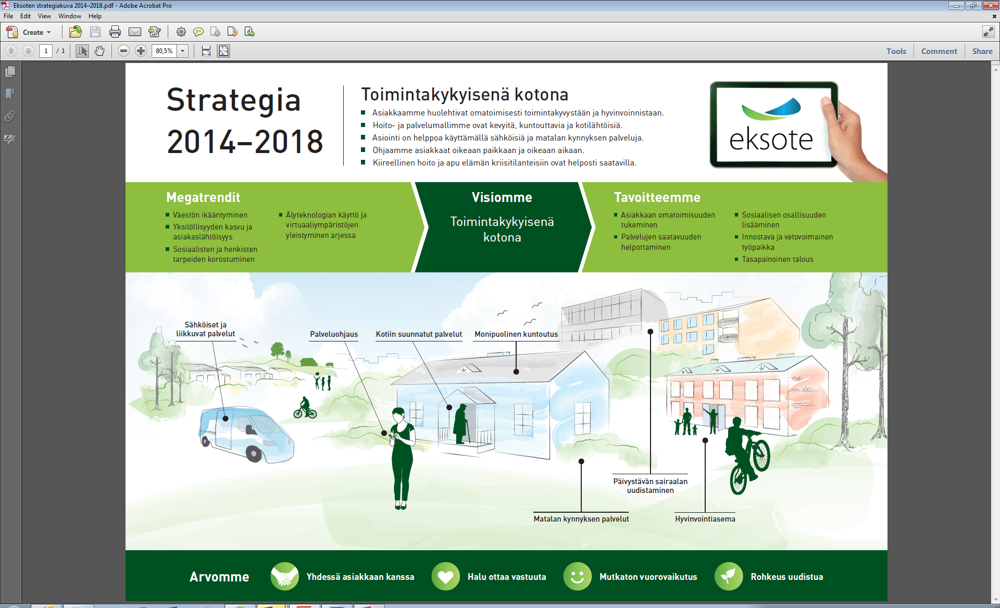 Eksoten strategiakuva 2014–2018.pdf - Adobe Acrobat Pro
File Edit View Window Help
Create
1 / 1
80,5%
Tools Comment Share
Strategia
2014–2018
Toimintakykyisenä kotona
Asiakkaamme huolehtivat omatoimisesti toimintakyvystään ja hyvinvoinnistaan.
Hoito- ja palvelumallimme ovat kevyitä, kuntouttavia ja kotilähtöisiä.
Asiointi on helppoa käyttämällä sähköisiä ja matalan kynnyksen palveluja.
Ohjaamme asiakkaat oikeaan paikkaan ja oikeaan aikaan.
Kiireellinen hoito ja apu elämän kriisitilanteisiin ovat helposti saatavilla.
eksote
Megatrendit
Väestön ikääntyminen
Yksilöllisyyden kasvu ja
asiakaslähtöisyys
Sosiaalisten ja henkisten
tarpeiden korostuminen
Älyteknologian käyttö ja
virtuaaliympäristöjen
yleistyminen arjessa
Visiomme
Toimintakykyisenä
kotona
Tavoitteemme
Asiakkaan omatoimisuuden
tukeminen
Palvelujen saatavuuden
helpottaminen
Sosiaalisen osallisuuden
lisääminen
Innostava ja vetovoimainen
työpaikka
Tasapainoinen talous
Sähköiset ja
liikkuvat palvelut
Palveluohjaus
Kotiin suunnatut palvelut
Monipuolinen kuntoutus
Päivystävän sairaalan
uudistaminen
Matalan kynnyksen palvelut
Hyvinvointiasema
Arvomme
Yhdessä asiakkaan kanssa
Halu ottaa vastuuta
Mutkaton vuorovaikutus
Rohkeus uudistua